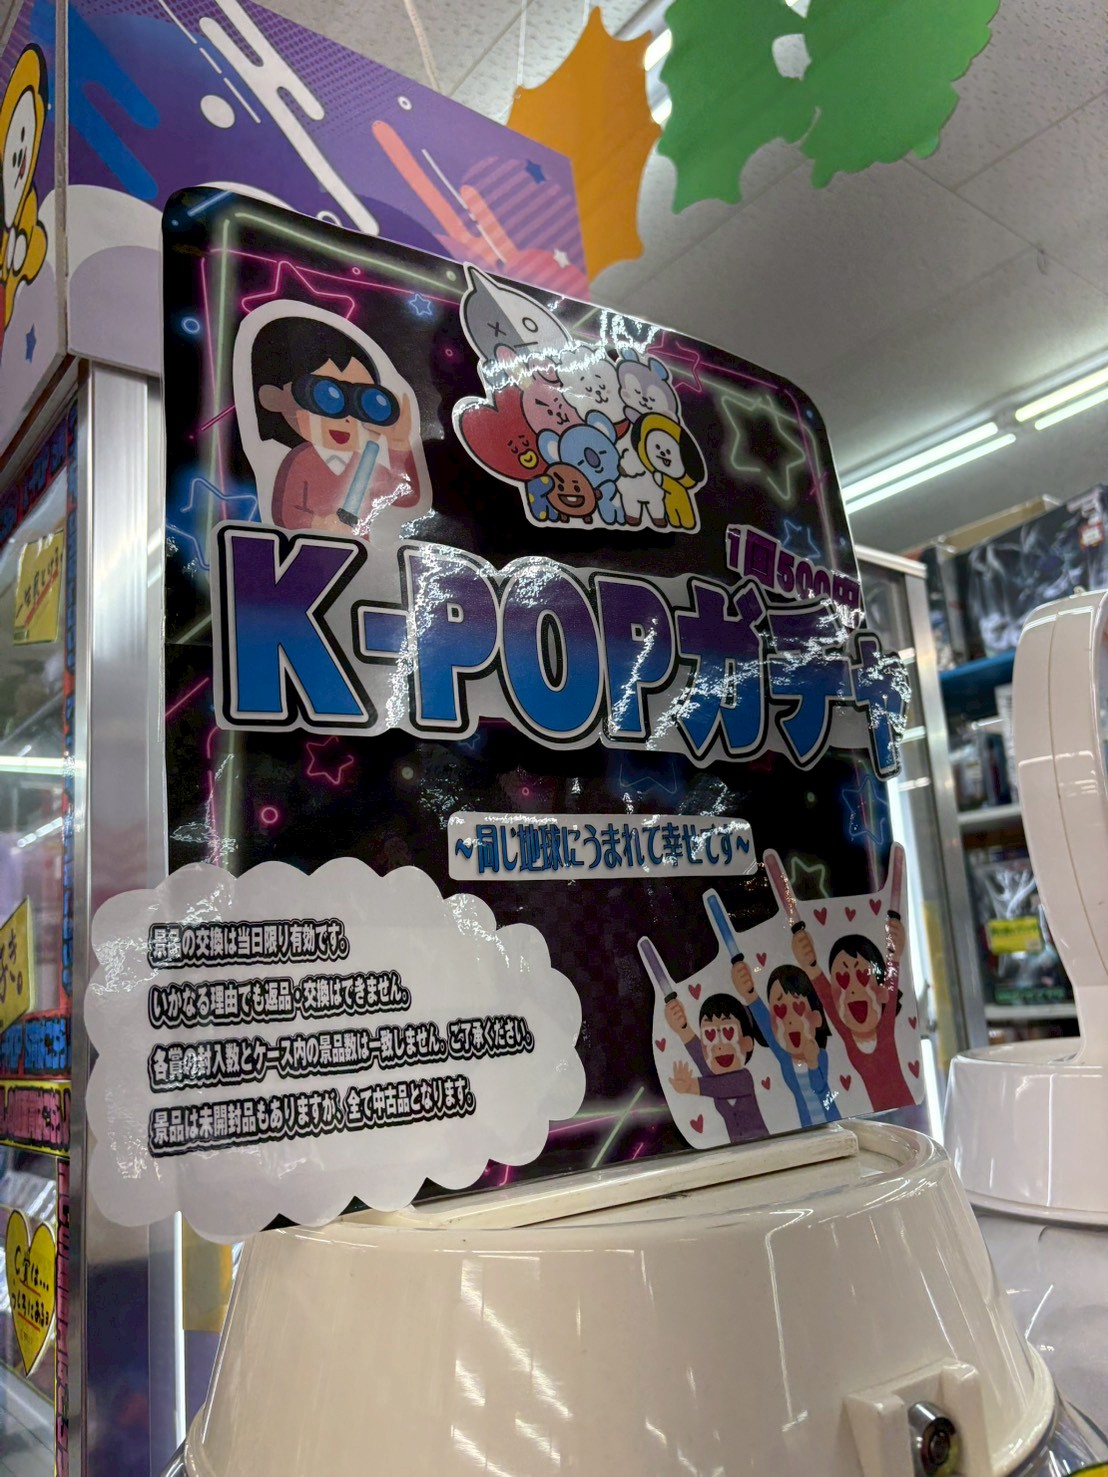 1回500円
K-POPガチャ
~同じ地球にうまれて幸せです~
景品の交換は当日限り有効です。
いかなる理由でも返品・交換はできません。
各賞の封入数とケース内の景品数は一致しません。ご了承ください。
景品は未開封品もありますが、全て中古品となります。
C賞は…